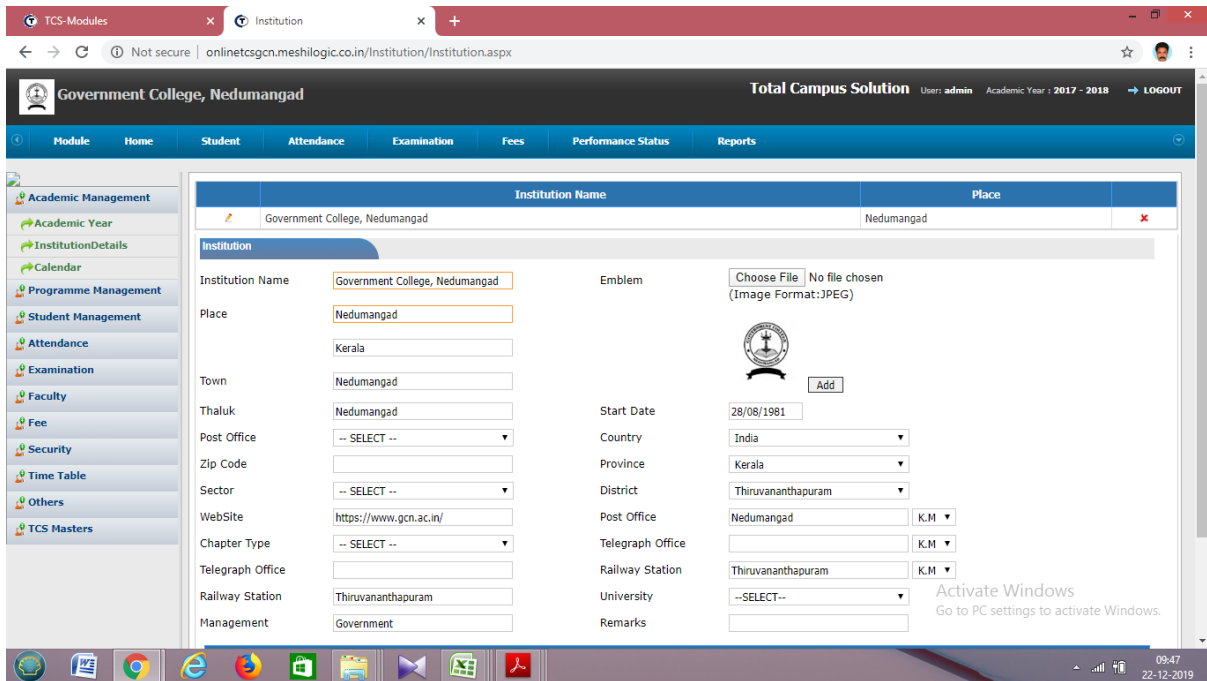 TCS-Modules × Institution × +
Not secure | onlinetcsgcn.meshilogic.co.in/Institution/Institution.aspx
Government College, Nedumangad Total Campus Solution User: admin Academic Year : 2017 - 2018 LOGOUT
Module Home Student Attendance Examination Fees Performance Status Reports
Academic Management
Academic Year
InstitutionDetails
Calendar
Programme Management
Student Management
Attendance
Examination
Faculty
Fee
Security
Time Table
Others
TCS Masters
Institution Name Place
Government College, Nedumangad Nedumangad
Institution
Institution Name Government College, Nedumangad Emblem Choose File No file chosen
(Image Format:JPEG)
Place Nedumangad
Kerala
Town Nedumangad Add
Thaluk Nedumangad Start Date 28/08/1981
Post Office -- SELECT -- Country India
Zip Code Province Kerala
Sector -- SELECT -- District Thiruvananthapuram
WebSite https://www.gcn.ac.in/ Post Office Nedumangad K.M
Chapter Type -- SELECT -- Telegraph Office K.M
Telegraph Office Railway Station Thiruvananthapuram K.M
Railway Station Thiruvananthapuram University --SELECT--
Management Government Remarks
Activate Windows
Go to PC settings to activate Windows.
09:47
22-12-2019